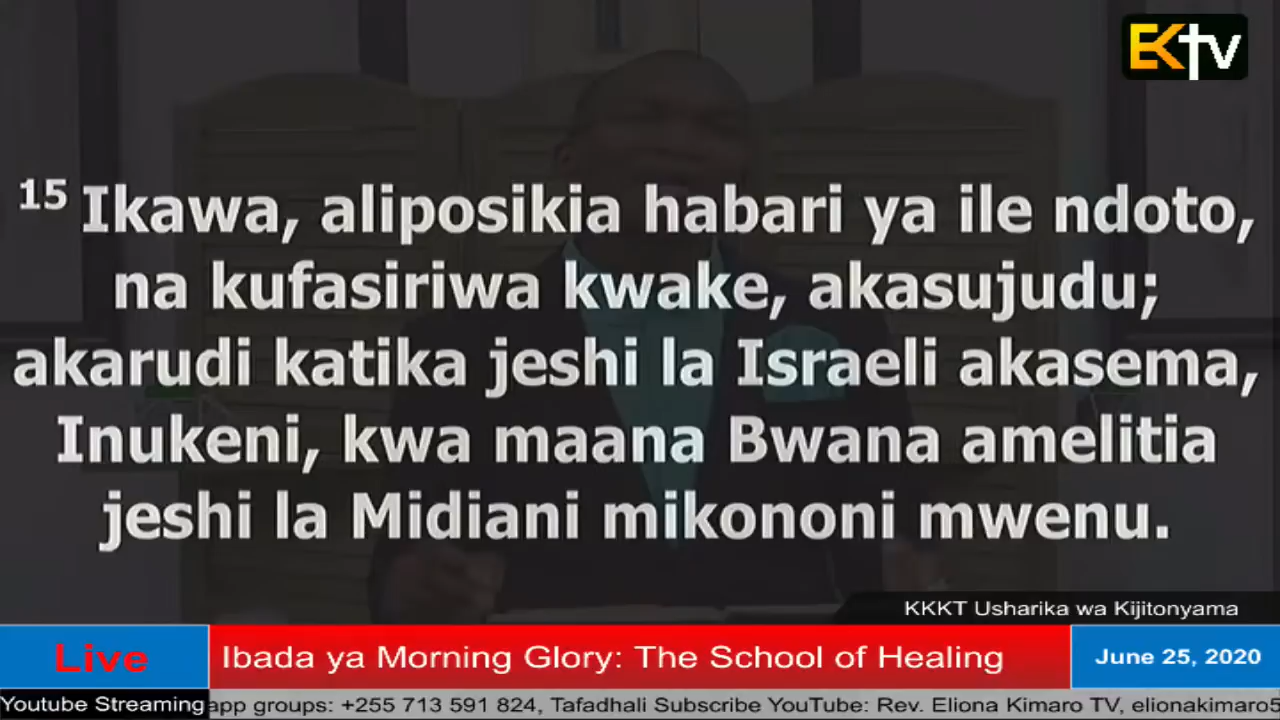 EKTV
15 Ikawa, aliposikia habari ya ile ndoto,
na kufasiriwa kwake, akasujudu;
akarudi katika jeshi la Israeli akasema,
Inukeni, kwa maana Bwana amelitia
jeshi la Midiani mikononi mwenu.
KKKT Usharika wa Kijitonyama
Live Ibada ya Morning Glory: The School of Healing June 25, 2020
Youtube Streaming app groups: +255 713 591 824, Tafadhali Subscribe YouTube: Rev. Eliona Kimaro TV, elionakimaro5